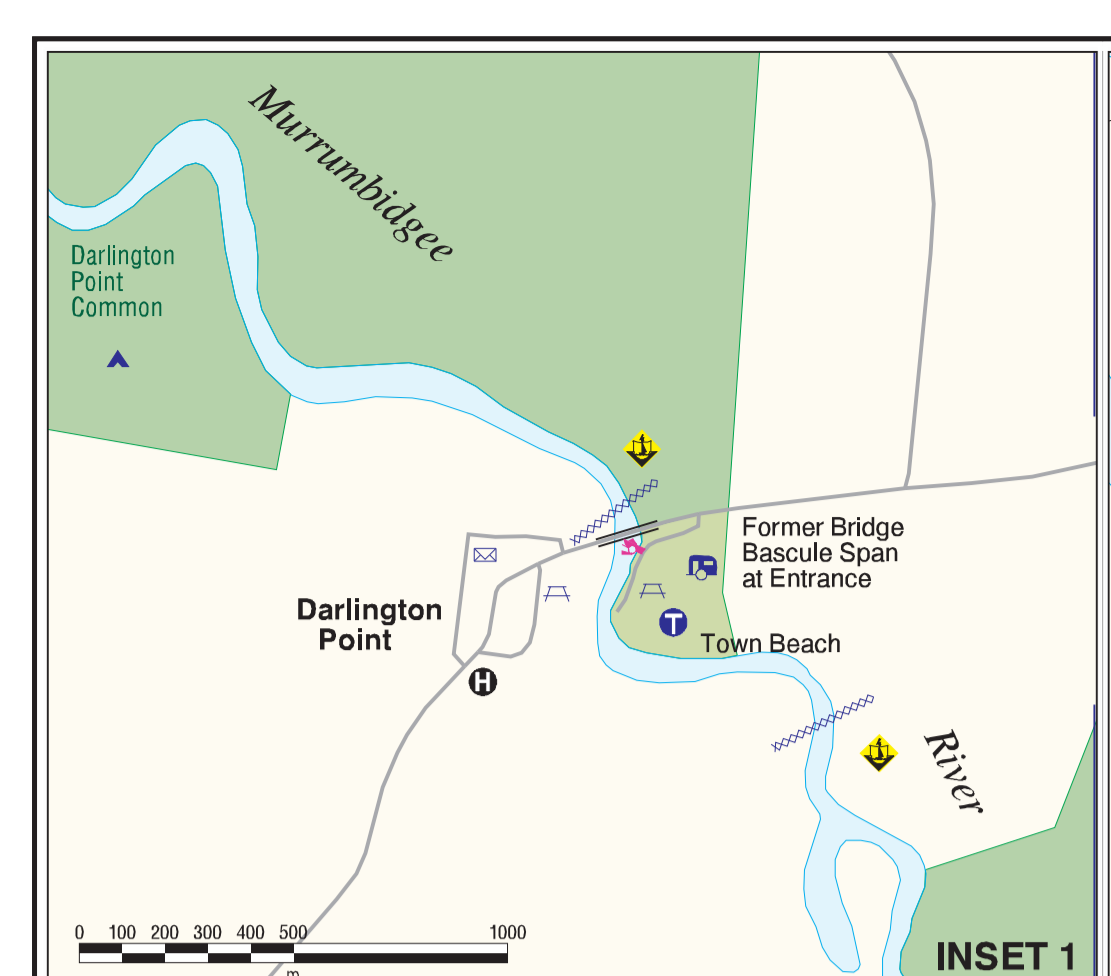 Murrumbidgee
Darlington
Point
Common
Former Bridge
Bascule Span
at Entrance
Darlington
Point
T
Town Beach
H
River
0 100 200 300 400 500 1000
m
INSET 1